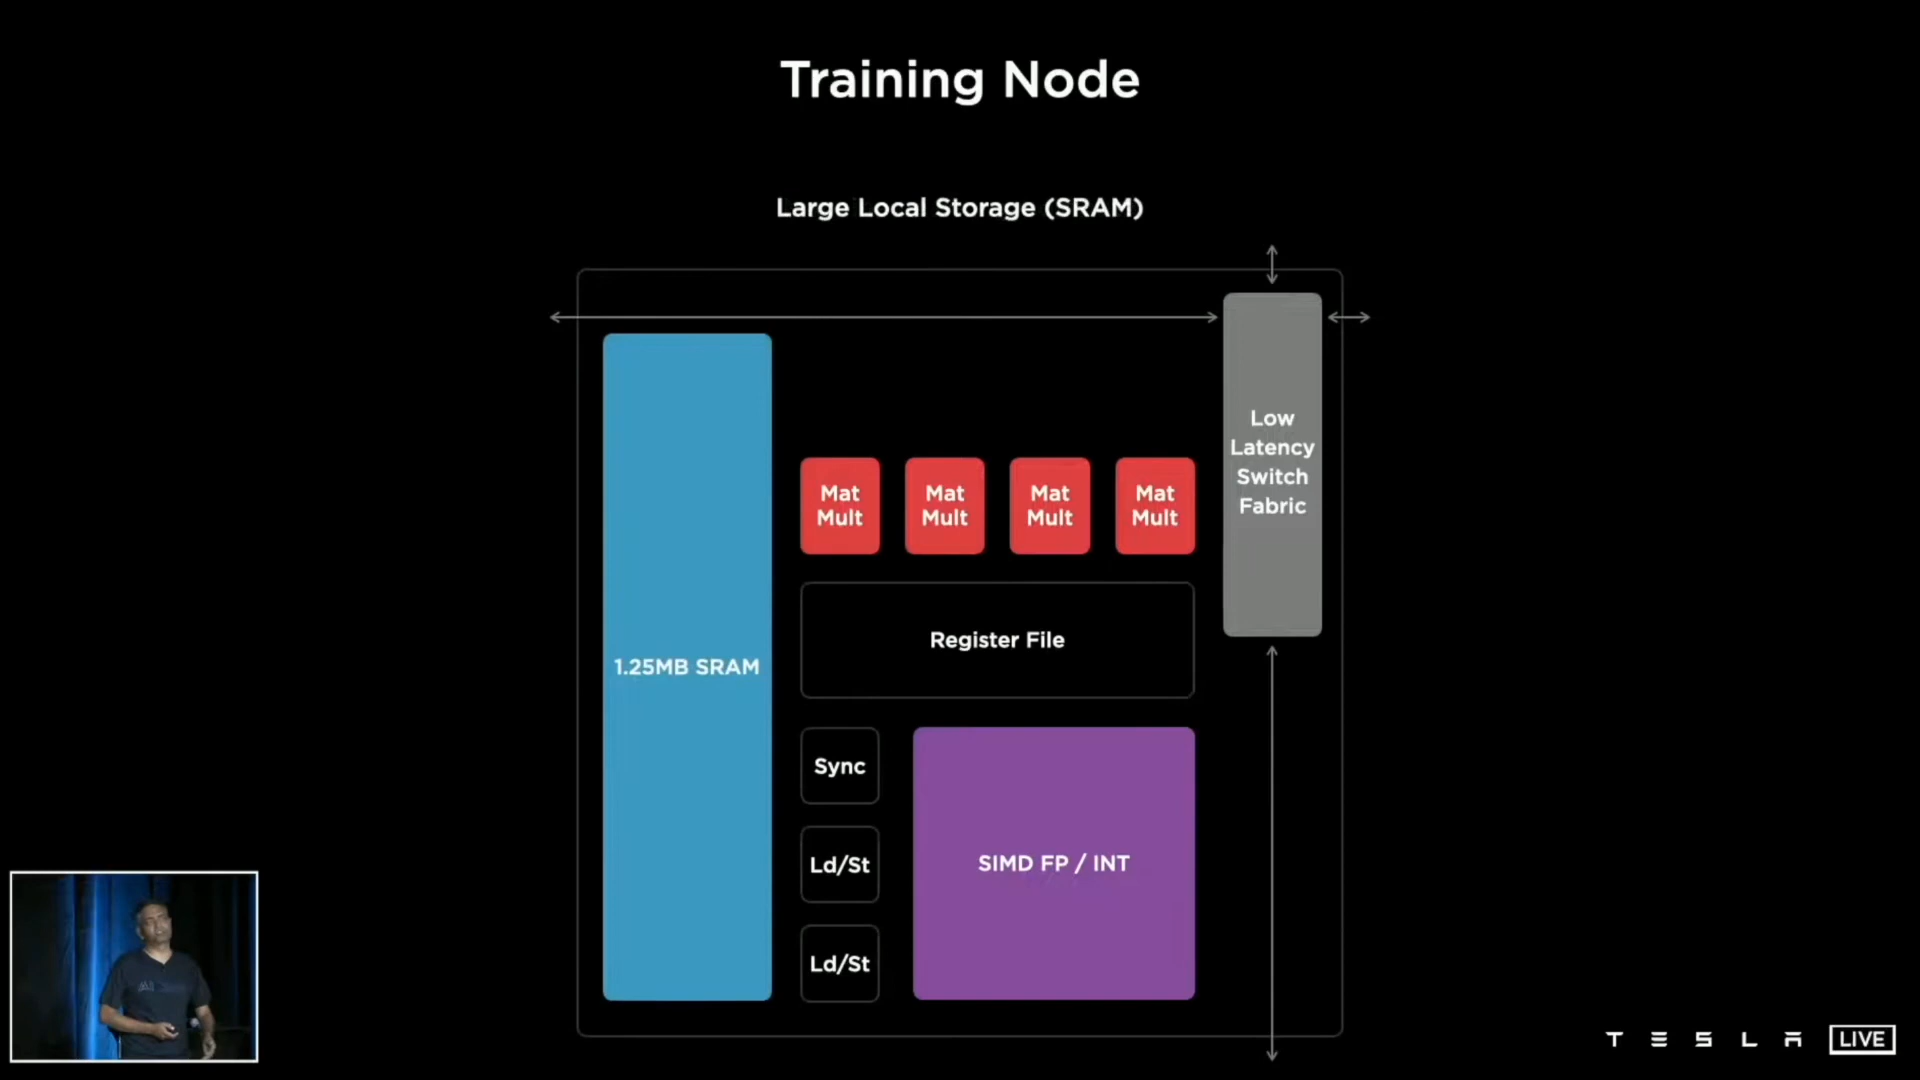 Training Node
Large Local Storage (SRAM)
Low
Latency
Switch
Fabric
Mat
Mult
Mat
Mult
Mat
Mult
Mat
Mult
Register File
1.25MB SRAM
Sync
Ld/St
Ld/St
SIMD FP / INT
TESLA LIVE